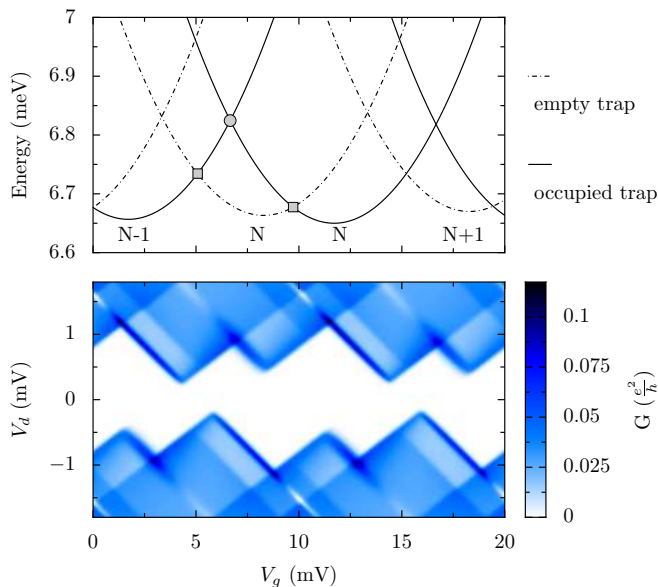 7
6.9
6.8
6.7
6.6
Energy (meV)
N-1
N
N
N+1
empty trap
occupied trap
1
0
−1
V_d (mV)
0
5
10
15
20
V_g (mV)
0.1
0.075
0.05
0.025
0
G (e²/h)